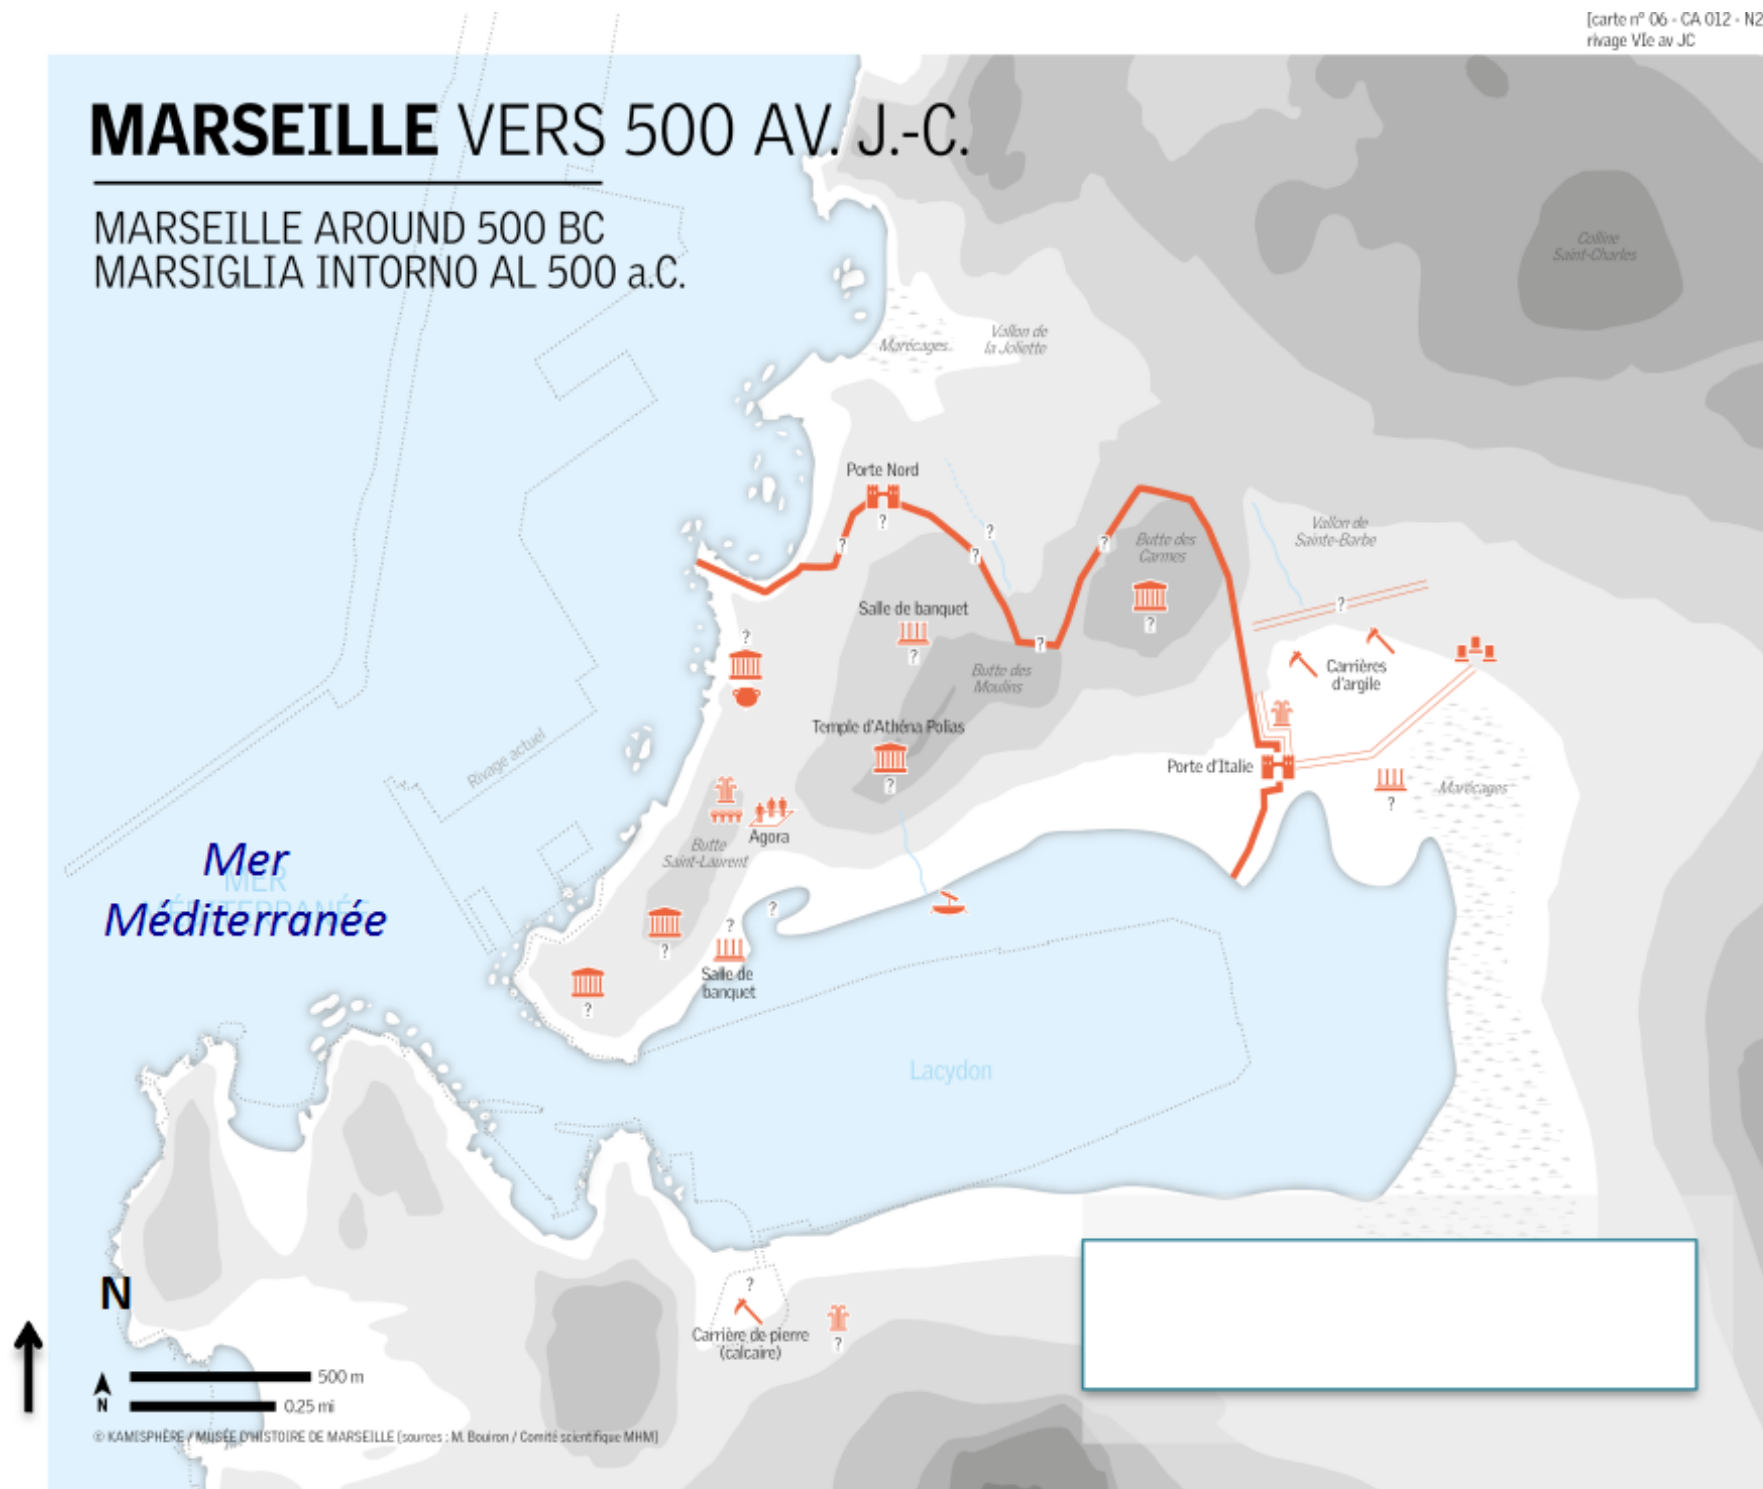 [carte n° 06 - CA 012 - N2
rivage VIe av JC
MARSEILLE VERS 500 AV. J.-C.
MARSEILLE AROUND 500 BC
MARSIGLIA INTORNO AL 500 a.C.
Colline
Saint-Charles
Marécages
Vallon de
la Joliette
Porte Nord
?
?
?
?
?
Butte des
Carmes
?
Vallon de
Sainte-Barbe
?
Salle de banquet
?
?
?
Butte des
Moulins
Carrières
d'argile
Temple d'Athéna Polias
?
Rivage actuel
Porte d'Italie
Marécages
?
Agora
Butte
Saint-Laurent
Mer
Méditerranée
MER
MÉDITERRANÉE
?
?
?
Salle de
banquet
?
Lacydon
N
?
Carrière de pierre
(calcaire)
?
500 m
N
0.25 mi
© KAMISPHÈRE / MUSÉE D'HISTOIRE DE MARSEILLE (sources : M. Bouiron / Comité scientifique MHM)